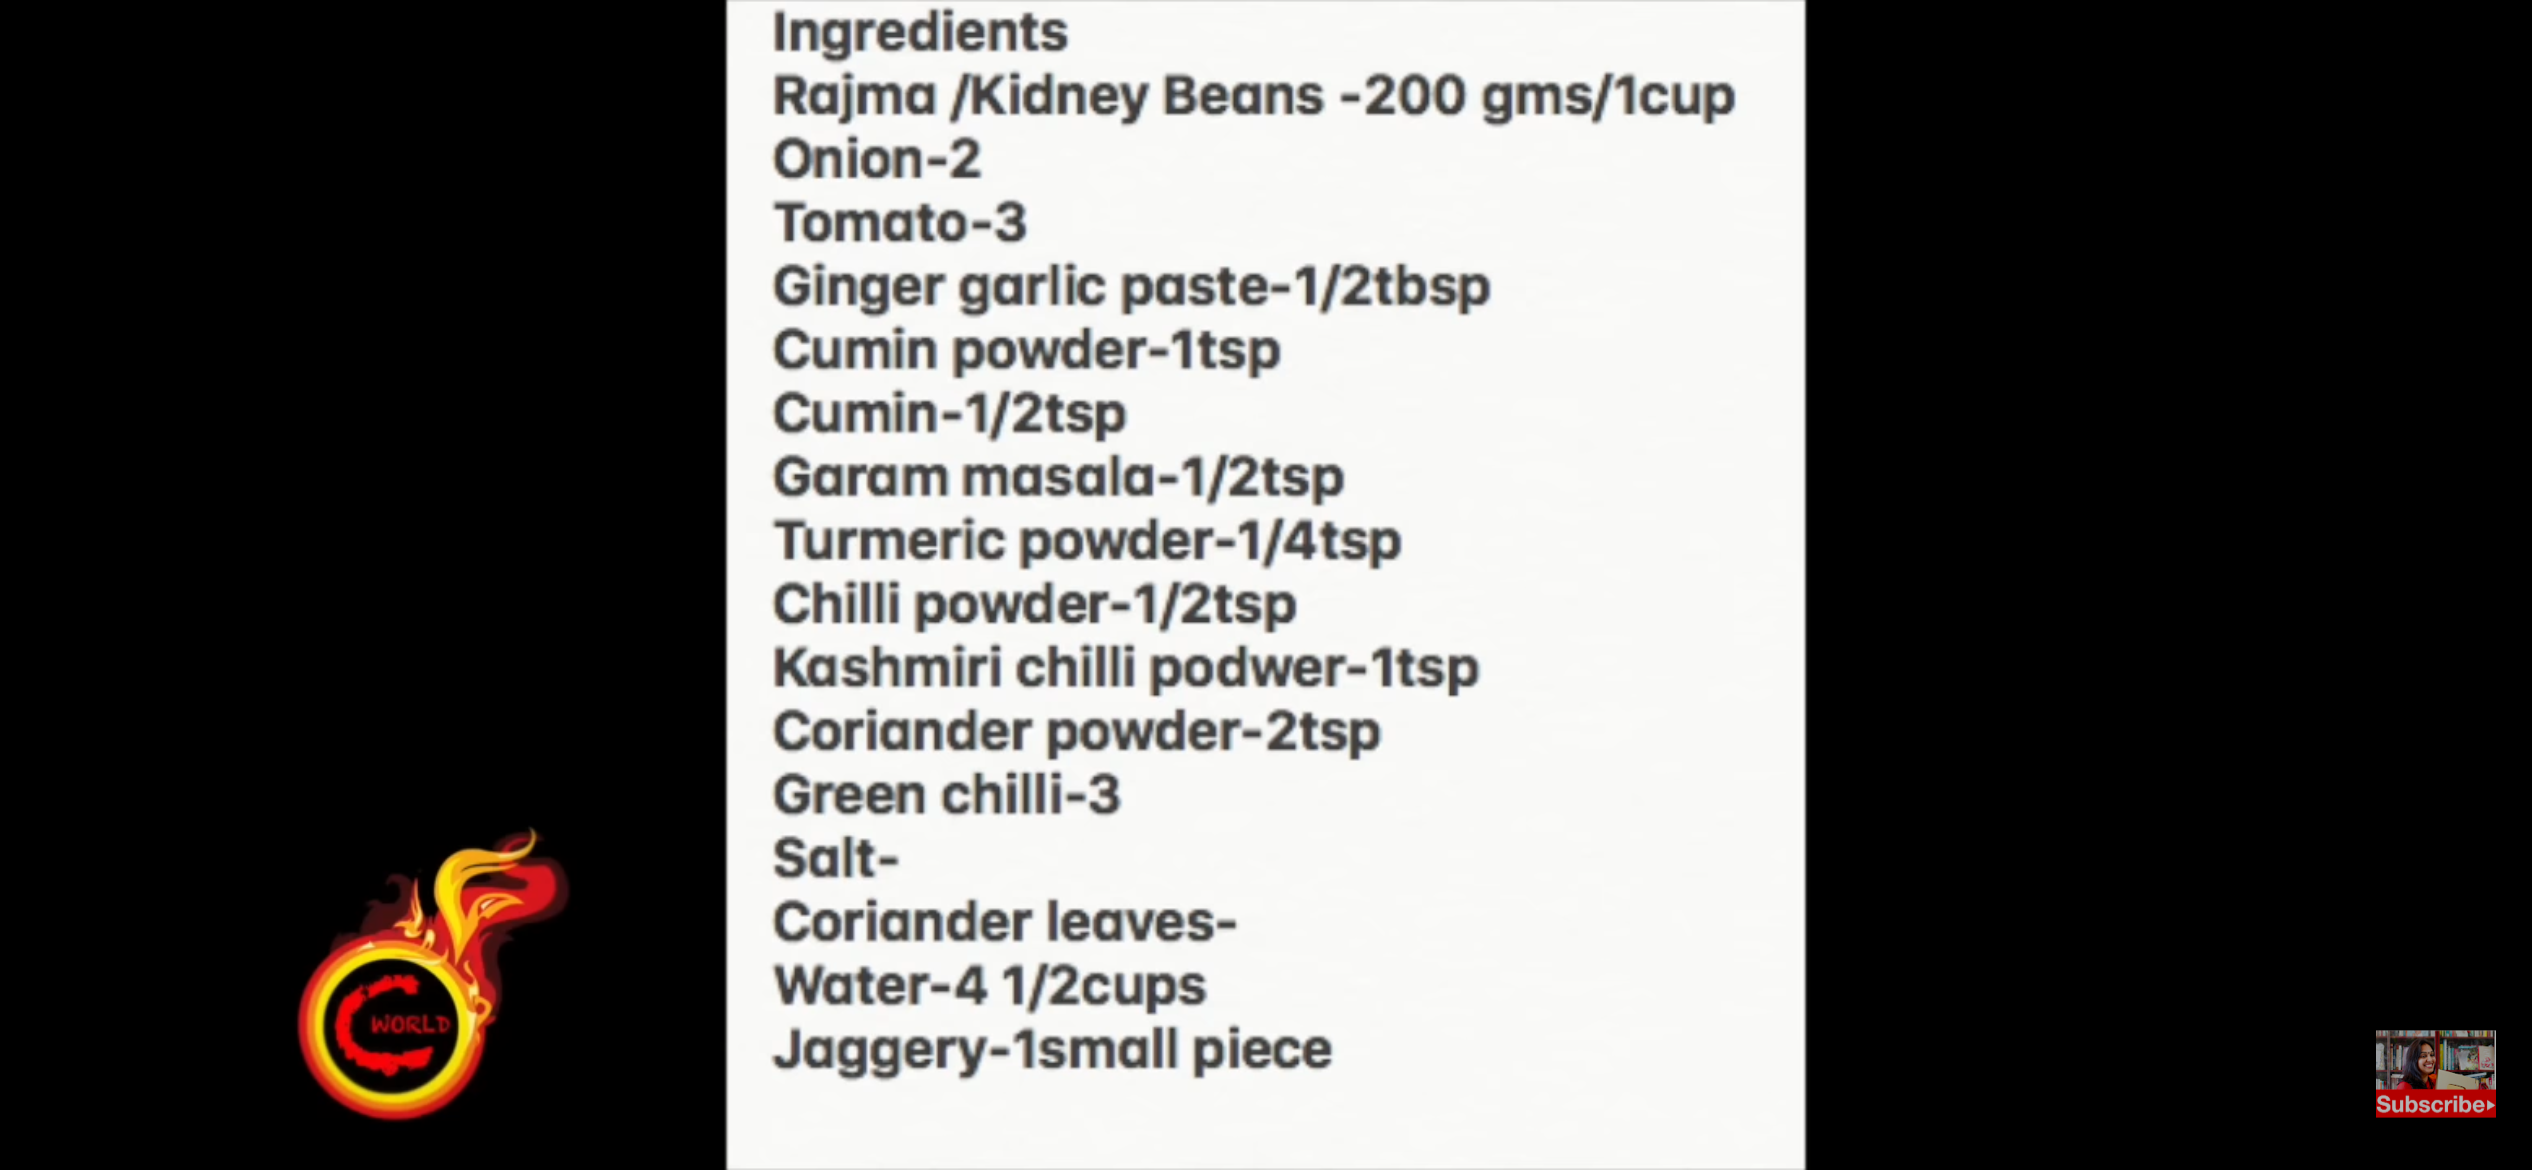 Ingredients
Rajma /Kidney Beans -200 gms/1cup
Onion-2
Tomato-3
Ginger garlic paste-1/2tbsp
Cumin powder-1tsp
Cumin-1/2tsp
Garam masala-1/2tsp
Turmeric powder-1/4tsp
Chilli powder-1/2tsp
Kashmiri chilli podwer-1tsp
Coriander powder-2tsp
Green chilli-3
Salt-
Coriander leaves-
Water-4 1/2cups
Jaggery-1small piece
C WORLD
Subscribe